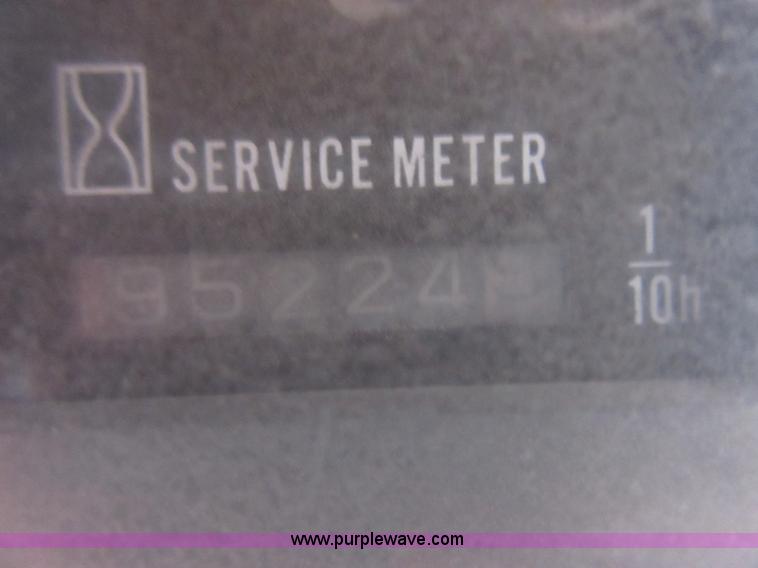 SERVICE METER
95224
1
10h
www.purplewave.com